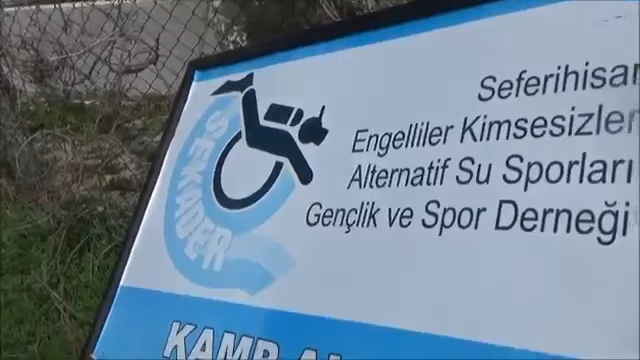 Seferihisar
Engelliler Kimsesizler
Alternatif Su Sporları
Gençlik ve Spor Derneği
SEKADER
KAMP